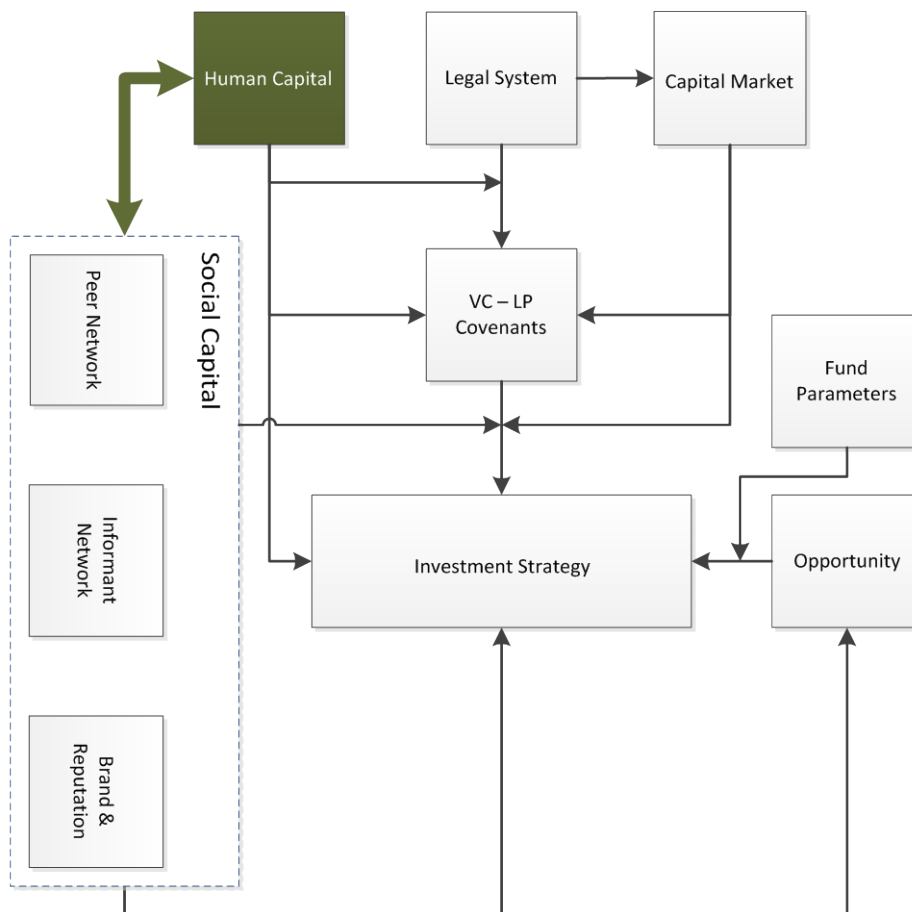 Human Capital
Legal System
Capital Market
Social Capital
Peer Network
VC – LP
Covenants
Fund
Parameters
Informant
Network
Investment Strategy
Opportunity
Brand &
Reputation